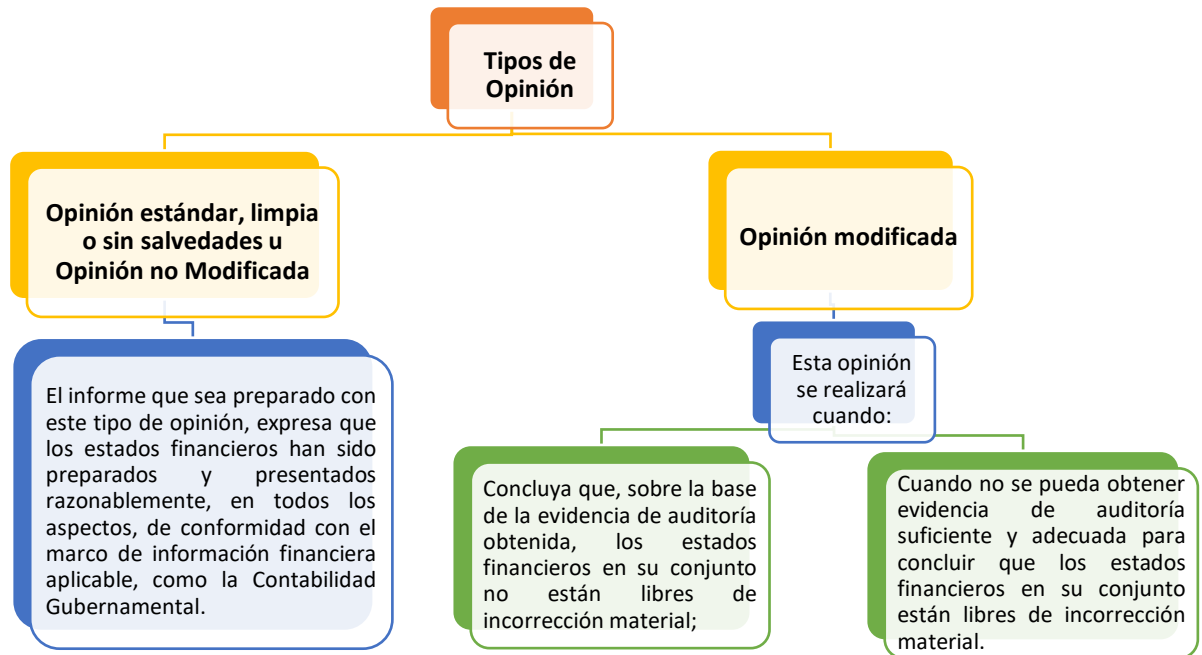 Tipos de
Opinión
Opinión estándar, limpia
o sin salvedades u
Opinión no Modificada
Opinión modificada
El informe que sea preparado con
este tipo de opinión, expresa que
los estados financieros han sido
preparados y presentados
razonablemente, en todos los
aspectos, de conformidad con el
marco de información financiera
aplicable, como la Contabilidad
Gubernamental.
Esta opinión
se realizará
cuando:
Concluya que, sobre la base
de la evidencia de auditoría
obtenida, los estados
financieros en su conjunto
no están libres de
incorrección material;
Cuando no se pueda obtener
evidencia de auditoría
suficiente y adecuada para
concluir que los estados
financieros en su conjunto
están libres de incorrección
material.